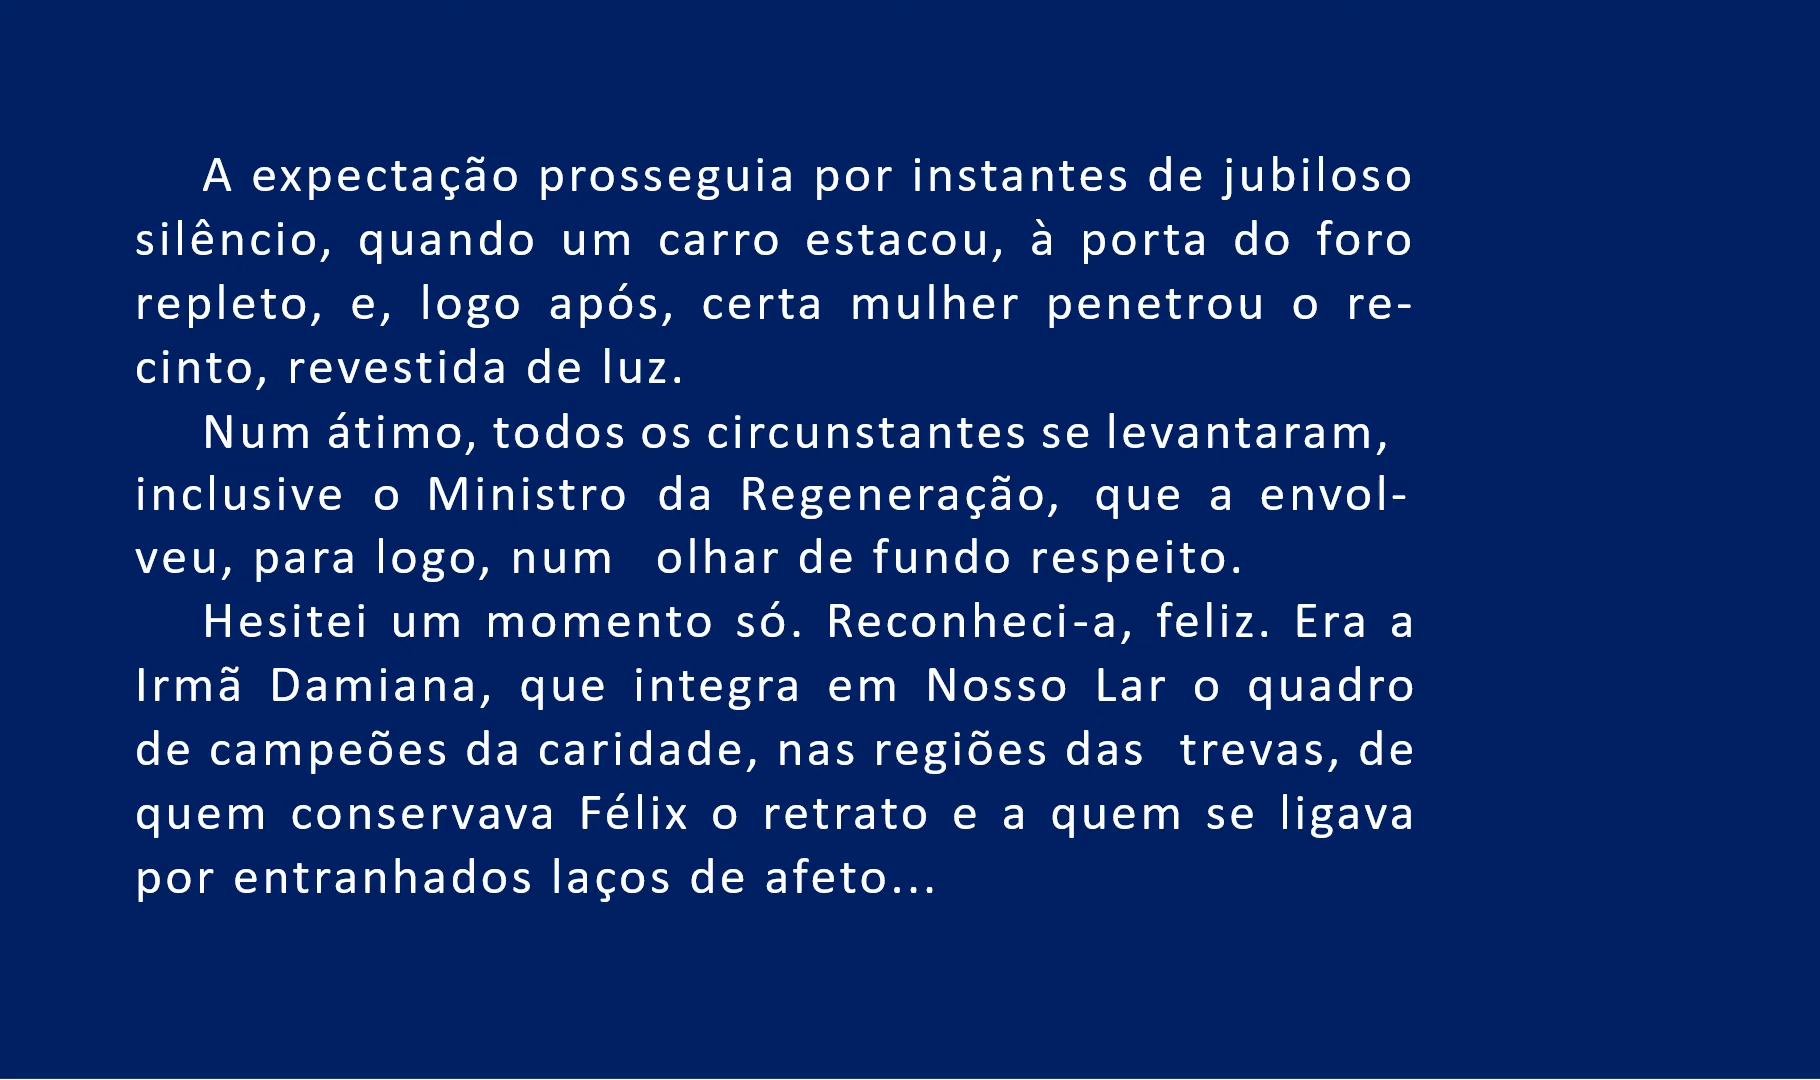 A expectação prosseguia por instantes de jubiloso
silêncio, quando um carro estacou, à porta do foro
repleto, e, logo após, certa mulher penetrou o re-
cinto, revestida de luz.
Num átimo, todos os circunstantes se levantaram,
inclusive o Ministro da Regeneração, que a envol-
veu, para logo, num olhar de fundo respeito.
Hesitei um momento só. Reconheci-a, feliz. Era a
Irmã Damiana, que integra em Nosso Lar o quadro
de campeões da caridade, nas regiões das trevas, de
quem conservava Félix o retrato e a quem se ligava
por entranhados laços de afeto...